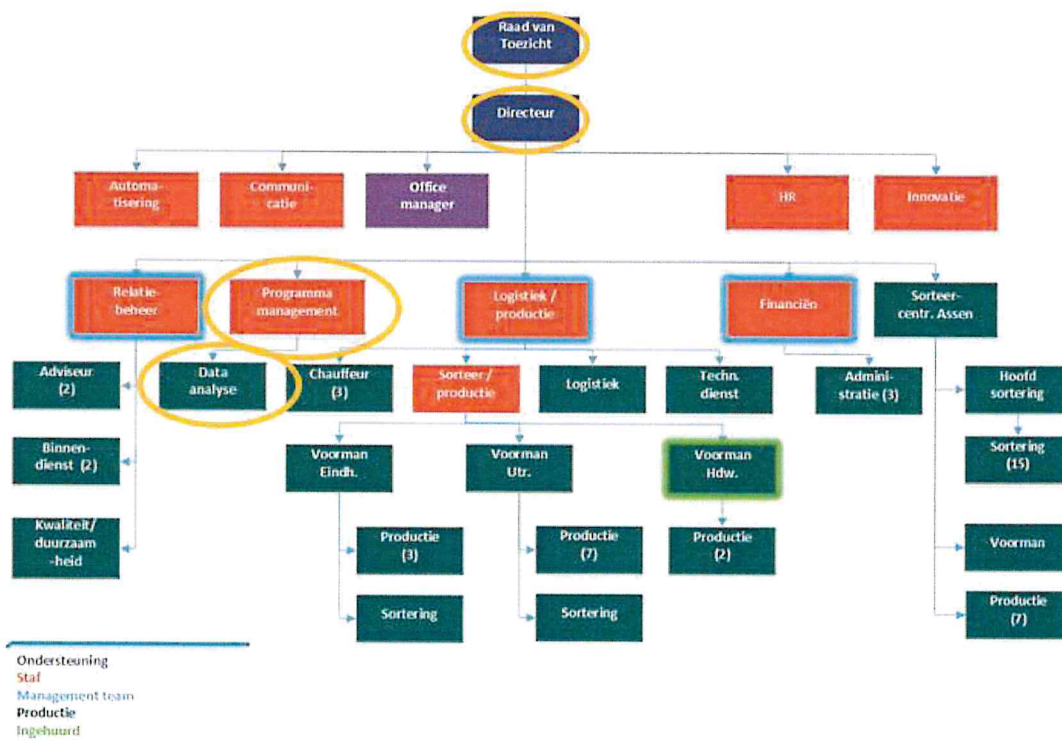 Raad van
Toezicht
Directeur
Automa-
tisering
Communi-
catie
Office
manager
HR
Innovatie
Relatie-
beheer
Programma
management
Logistiek /
productie
Financiën
Sorteer-
centr. Assen
Adviseur
(2)
Data
analyse
Chauffeur
(3)
Sorteer /
productie
Logistiek
Techn.
dienst
Admini-
stratie (3)
Hoofd
sortering
Binnen-
dienst (2)
Voorman
Eindh.
Voorman
Utr.
Voorman
Hdw.
Sortering
(15)
Kwaliteit/
duurzaam
-heid
Productie
(3)
Productie
(7)
Productie
(2)
Voorman
Sortering
Sortering
Productie
(7)
Ondersteuning
Staf
Management team
Productie
Ingehuurd